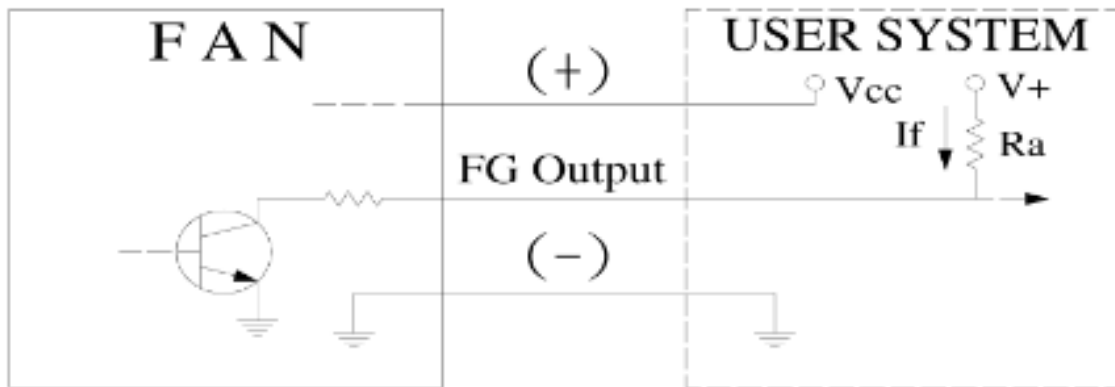 F A N
USER SYSTEM
(+)
Vcc
V+
If
Ra
FG Output
(-)